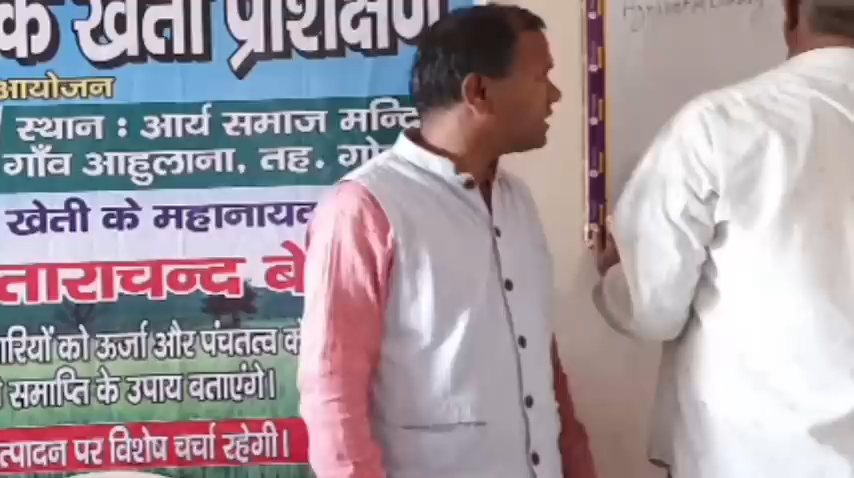 के खेती प्रशिक्षण
आयोजन
स्थान : आर्य समाज मन्दि
गाँव आहुलाना, तह. गो
खेती के महानायक
ताराचन्द बे
रियों को ऊर्जा और पंचतत्व क
समाप्ति के उपाय बताएंगे।
त्पादन पर विशेष चर्चा रहेगी।